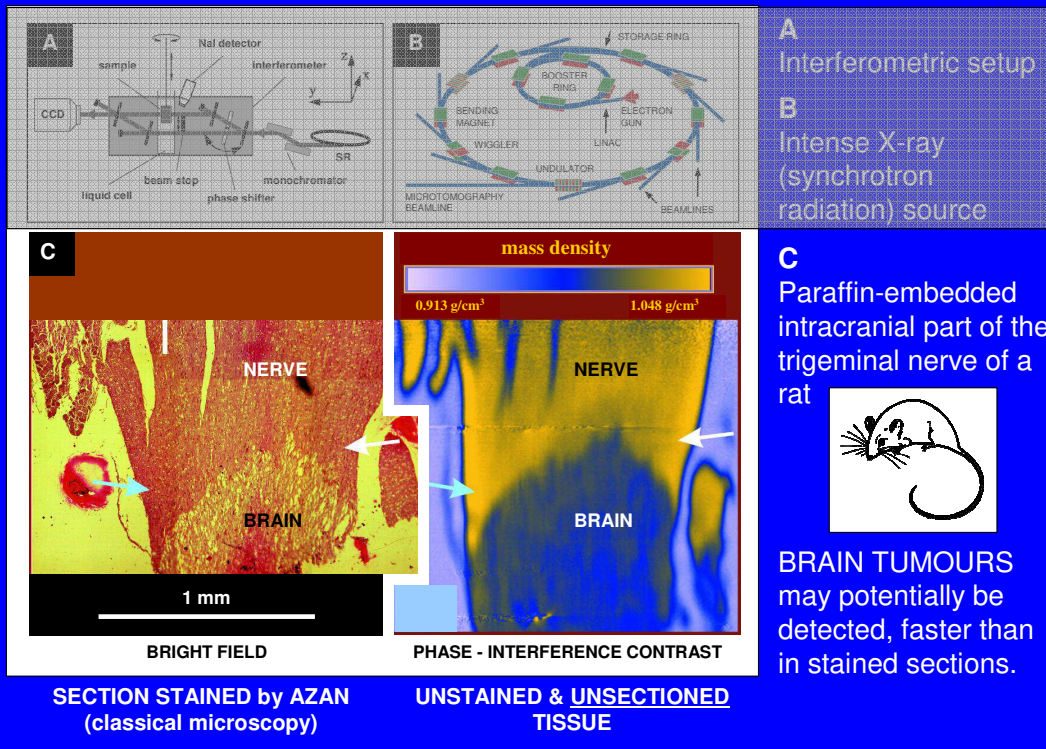 A
NaI detector
sample
interferometer
z
x
y
CCD
SR
beam stop
monochromator
liquid cell
phase shifter
B
STORAGE RING
BOOSTER
RING
BENDING
MAGNET
ELECTRON
GUN
LINAC
WIGGLER
UNDULATOR
MICROTOMOGRAPHY
BEAMLINE
BEAMLINES
A
Interferometric setup
B
Intense X-ray
(synchrotron
radiation) source
C
NERVE
BRAIN
1 mm
BRIGHT FIELD
mass density
0.913 g/cm³
1.048 g/cm³
NERVE
BRAIN
PHASE - INTERFERENCE CONTRAST
SECTION STAINED by AZAN
(classical microscopy)
UNSTAINED & UNSECTIONED
TISSUE
C
Paraffin-embedded
intracranial part of the
trigeminal nerve of a
rat
BRAIN TUMOURS
may potentially be
detected, faster than
in stained sections.